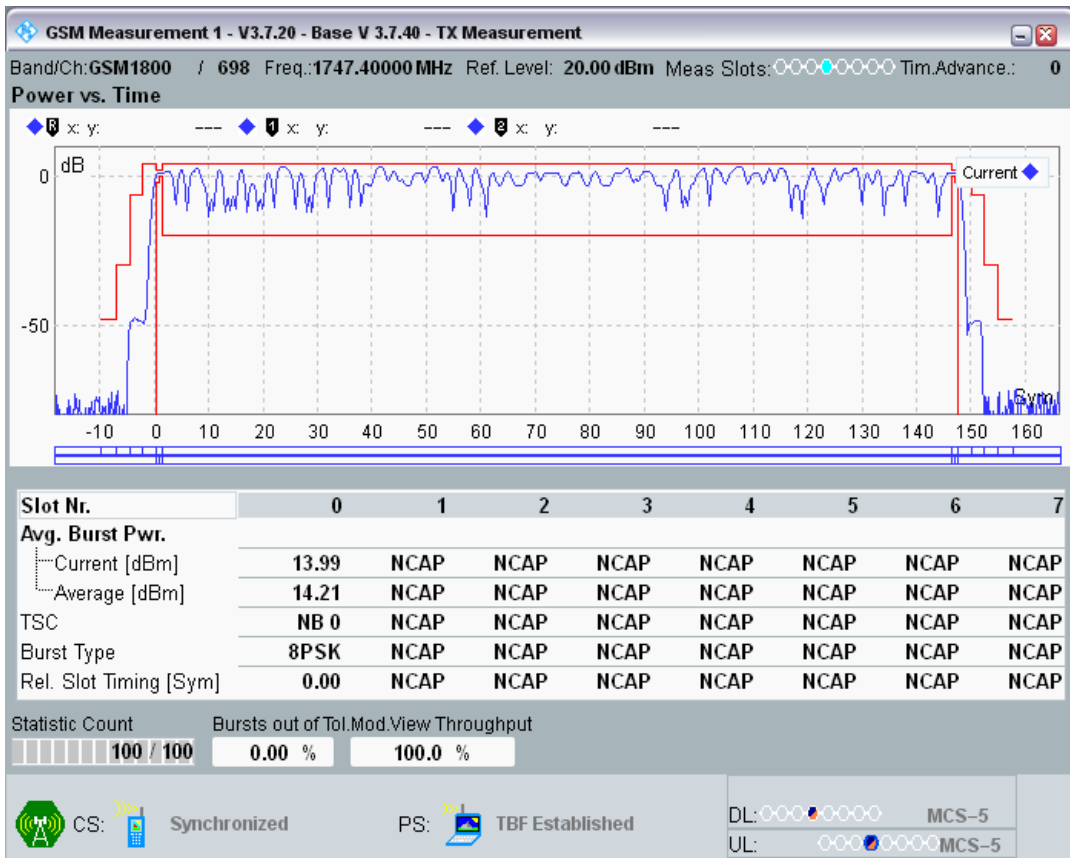 GSM Measurement 1 - V3.7.20 - Base V 3.7.40 - TX Measurement
Band/Ch:GSM1800 / 698 Freq.:1747.40000 MHz Ref. Level: 20.00 dBm Meas Slots: Tim.Advance.: 0
Power vs. Time
R x: y: --- 1 x: y: --- 2 x: y: ---
dB
Current
0
-50
Sym
-10 0 10 20 30 40 50 60 70 80 90 100 110 120 130 140 150 160
Slot Nr. 0 1 2 3 4 5 6 7
Avg. Burst Pwr.
Current [dBm] 13.99 NCAP NCAP NCAP NCAP NCAP NCAP NCAP
Average [dBm] 14.21 NCAP NCAP NCAP NCAP NCAP NCAP NCAP
TSC NB 0 NCAP NCAP NCAP NCAP NCAP NCAP NCAP
Burst Type 8PSK NCAP NCAP NCAP NCAP NCAP NCAP NCAP
Rel. Slot Timing [Sym] 0.00 NCAP NCAP NCAP NCAP NCAP NCAP NCAP
Statistic Count Bursts out of Tol.Mod.View Throughput
100 / 100 0.00 % 100.0 %
CS: Synchronized PS: TBF Established
DL: MCS-5
UL: MCS-5